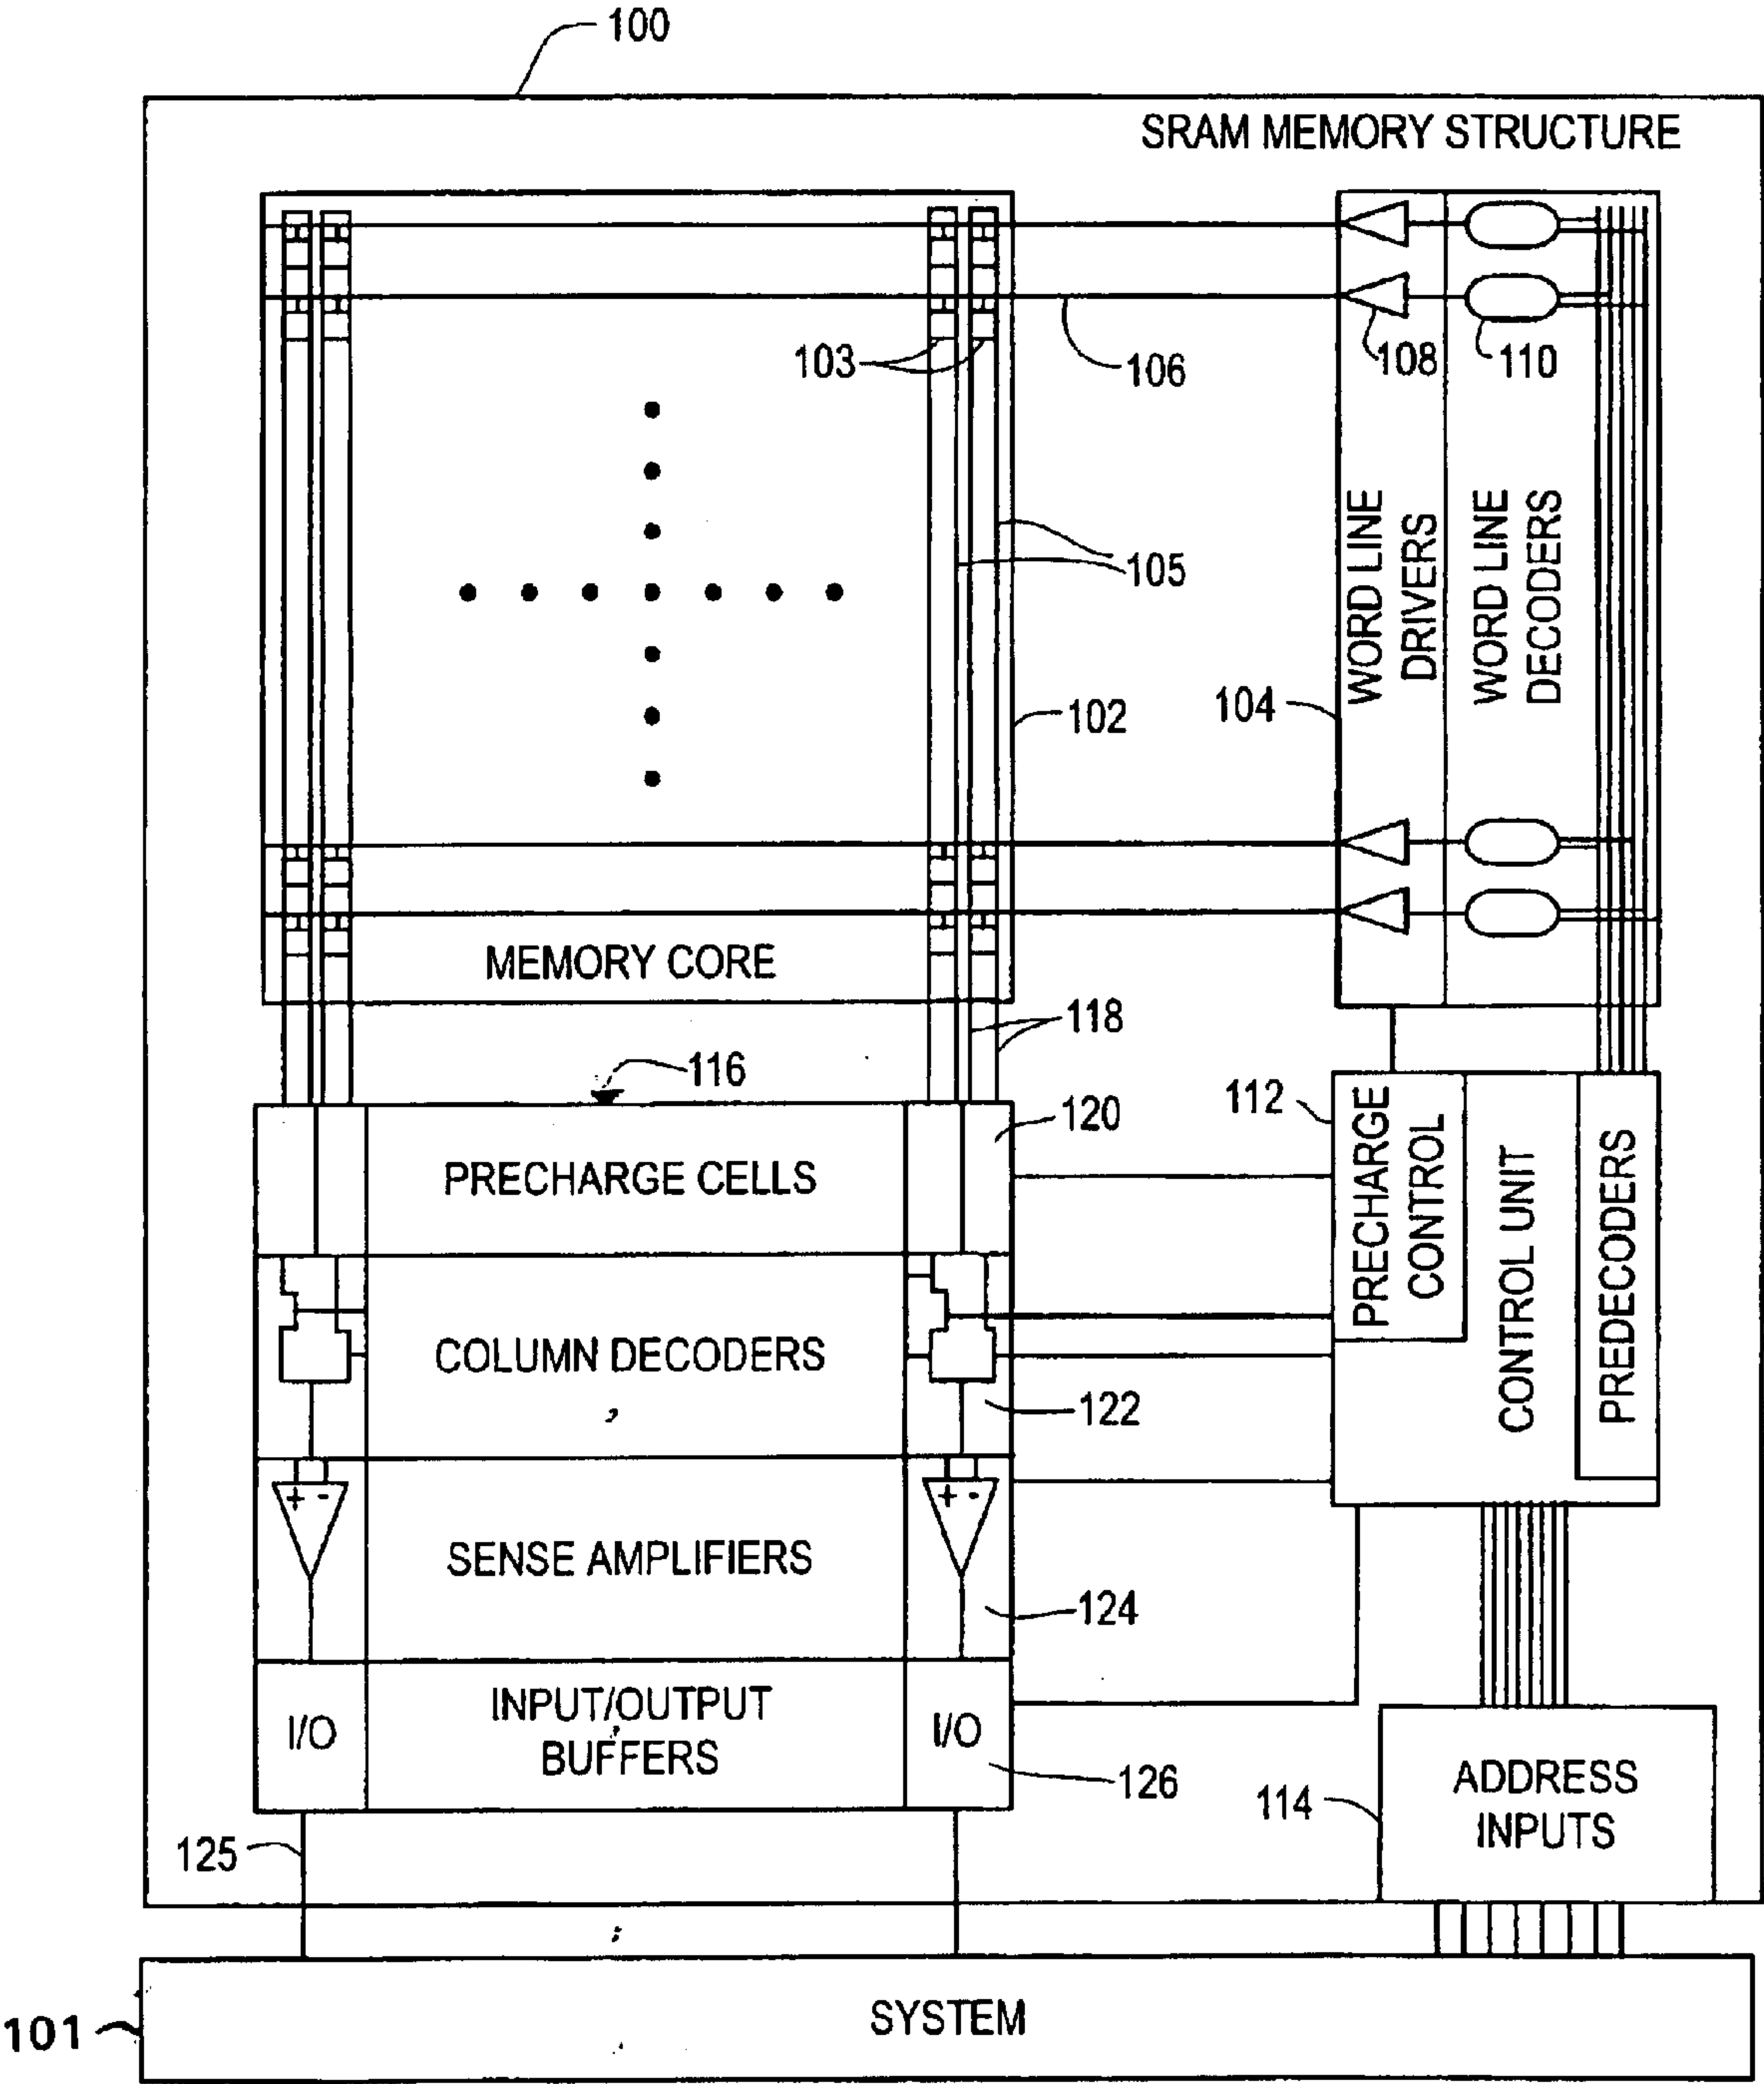 100
SRAM MEMORY STRUCTURE
103
106
108
110
105
WORD LINE
DRIVERS
WORD LINE
DECODERS
102
104
MEMORY CORE
118
116
120
112
PRECHARGE
CONTROL
CONTROL UNIT
PREDECODERS
PRECHARGE CELLS
COLUMN DECODERS
122
+ -
+ -
SENSE AMPLIFIERS
124
I/O
INPUT/OUTPUT
BUFFERS
I/O
126
114
ADDRESS
INPUTS
125
101
SYSTEM